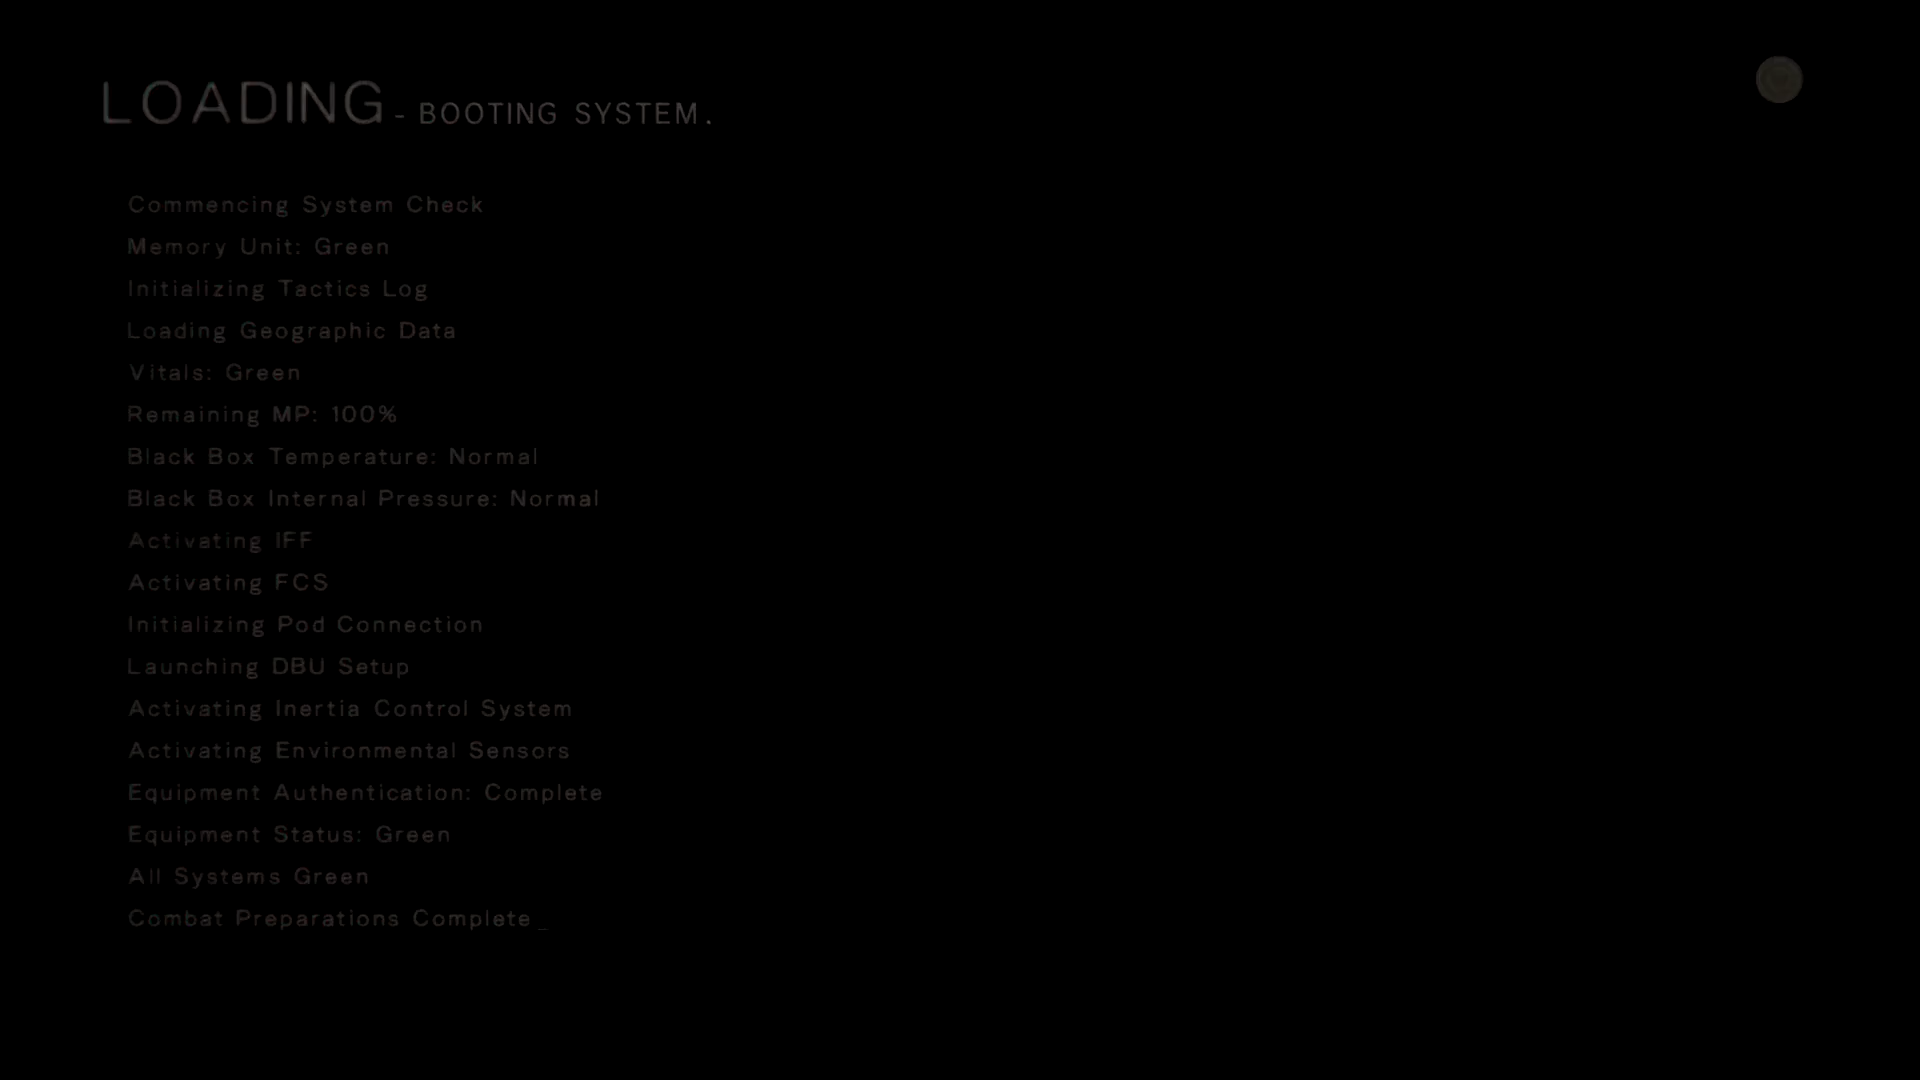 LOADING - BOOTING SYSTEM.
Commencing System Check
Memory Unit: Green
Initializing Tactics Log
Loading Geographic Data
Vitals: Green
Remaining MP: 100%
Black Box Temperature: Normal
Black Box Internal Pressure: Normal
Activating IFF
Activating FCS
Initializing Pod Connection
Launching DBU Setup
Activating Inertia Control System
Activating Environmental Sensors
Equipment Authentication: Complete
Equipment Status: Green
All Systems Green
Combat Preparations Complete_